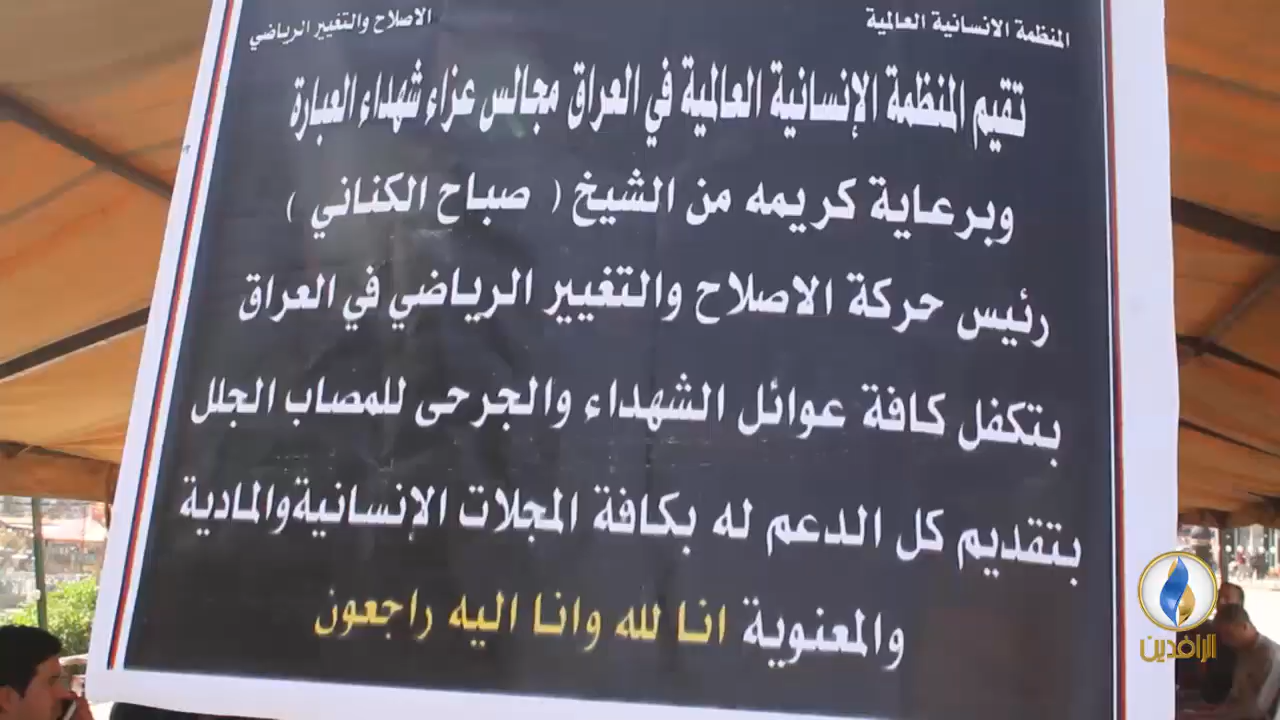 المنظمة الانسانية العالمية
الاصلاح والتغيير الرياضي
تقيم المنظمة الإنسانية العالمية في العراق مجالس عزاء شهداء العبارة
وبرعاية كريمه من الشيخ ( صباح الكناني )
رئيس حركة الاصلاح والتغيير الرياضي في العراق
بتكفل كافة عوائل الشهداء والجرحى للمصاب الجلل
بتقديم كل الدعم له بكافة المجلات الإنسانيةوالمادية
والمعنوية انا لله وانا اليه راجعون
الرافدين